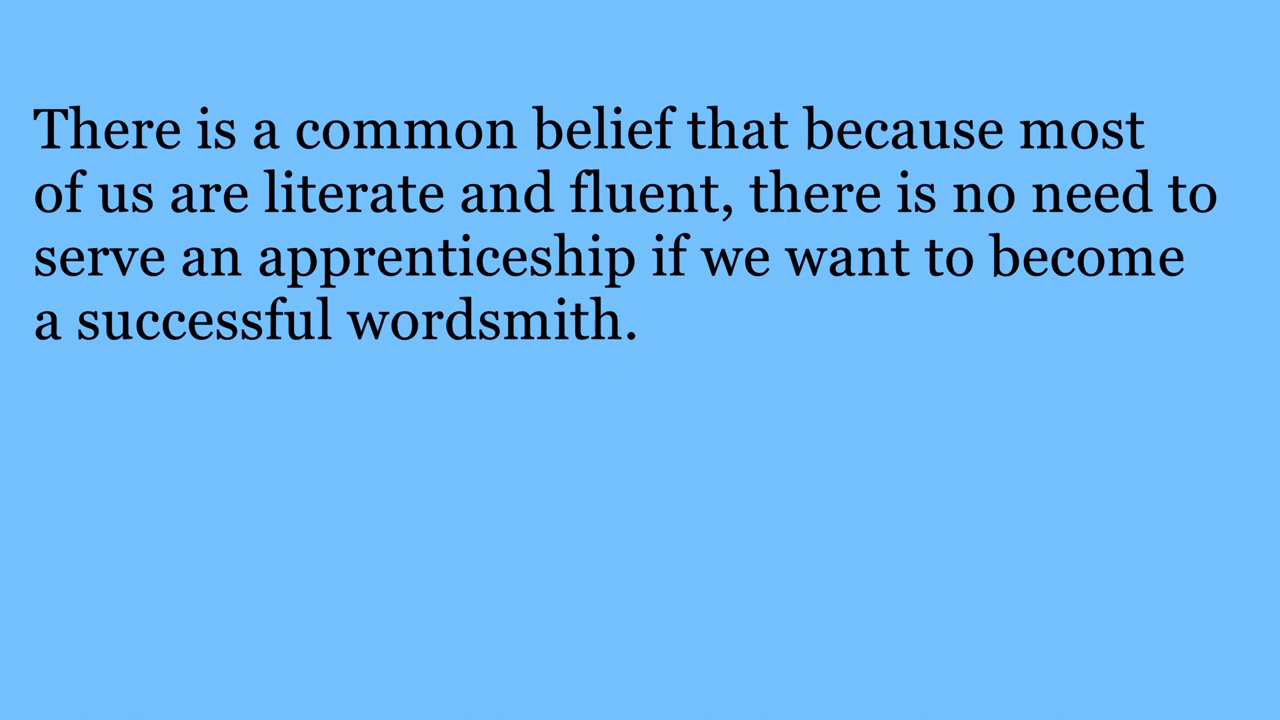 There is a common belief that because most
of us are literate and fluent, there is no need to
serve an apprenticeship if we want to become
a successful wordsmith.